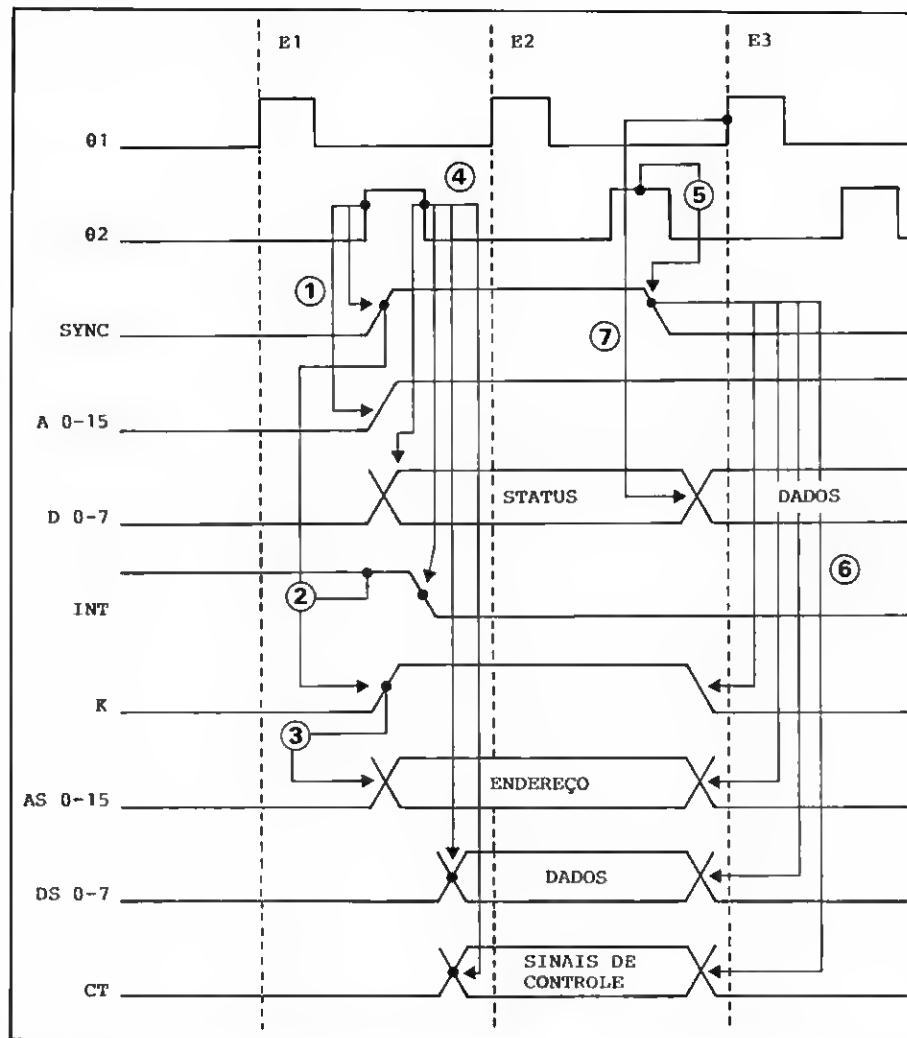 E1
E2
E3
θ1
④
θ2
⑤
①
SYNC
⑦
A 0-15
D 0-7
STATUS
DADOS
⑥
②
INT
K
③
AS 0-15
ENDEREÇO
DS 0-7
DADOS
SINAIS DE
CONTROLE
CT